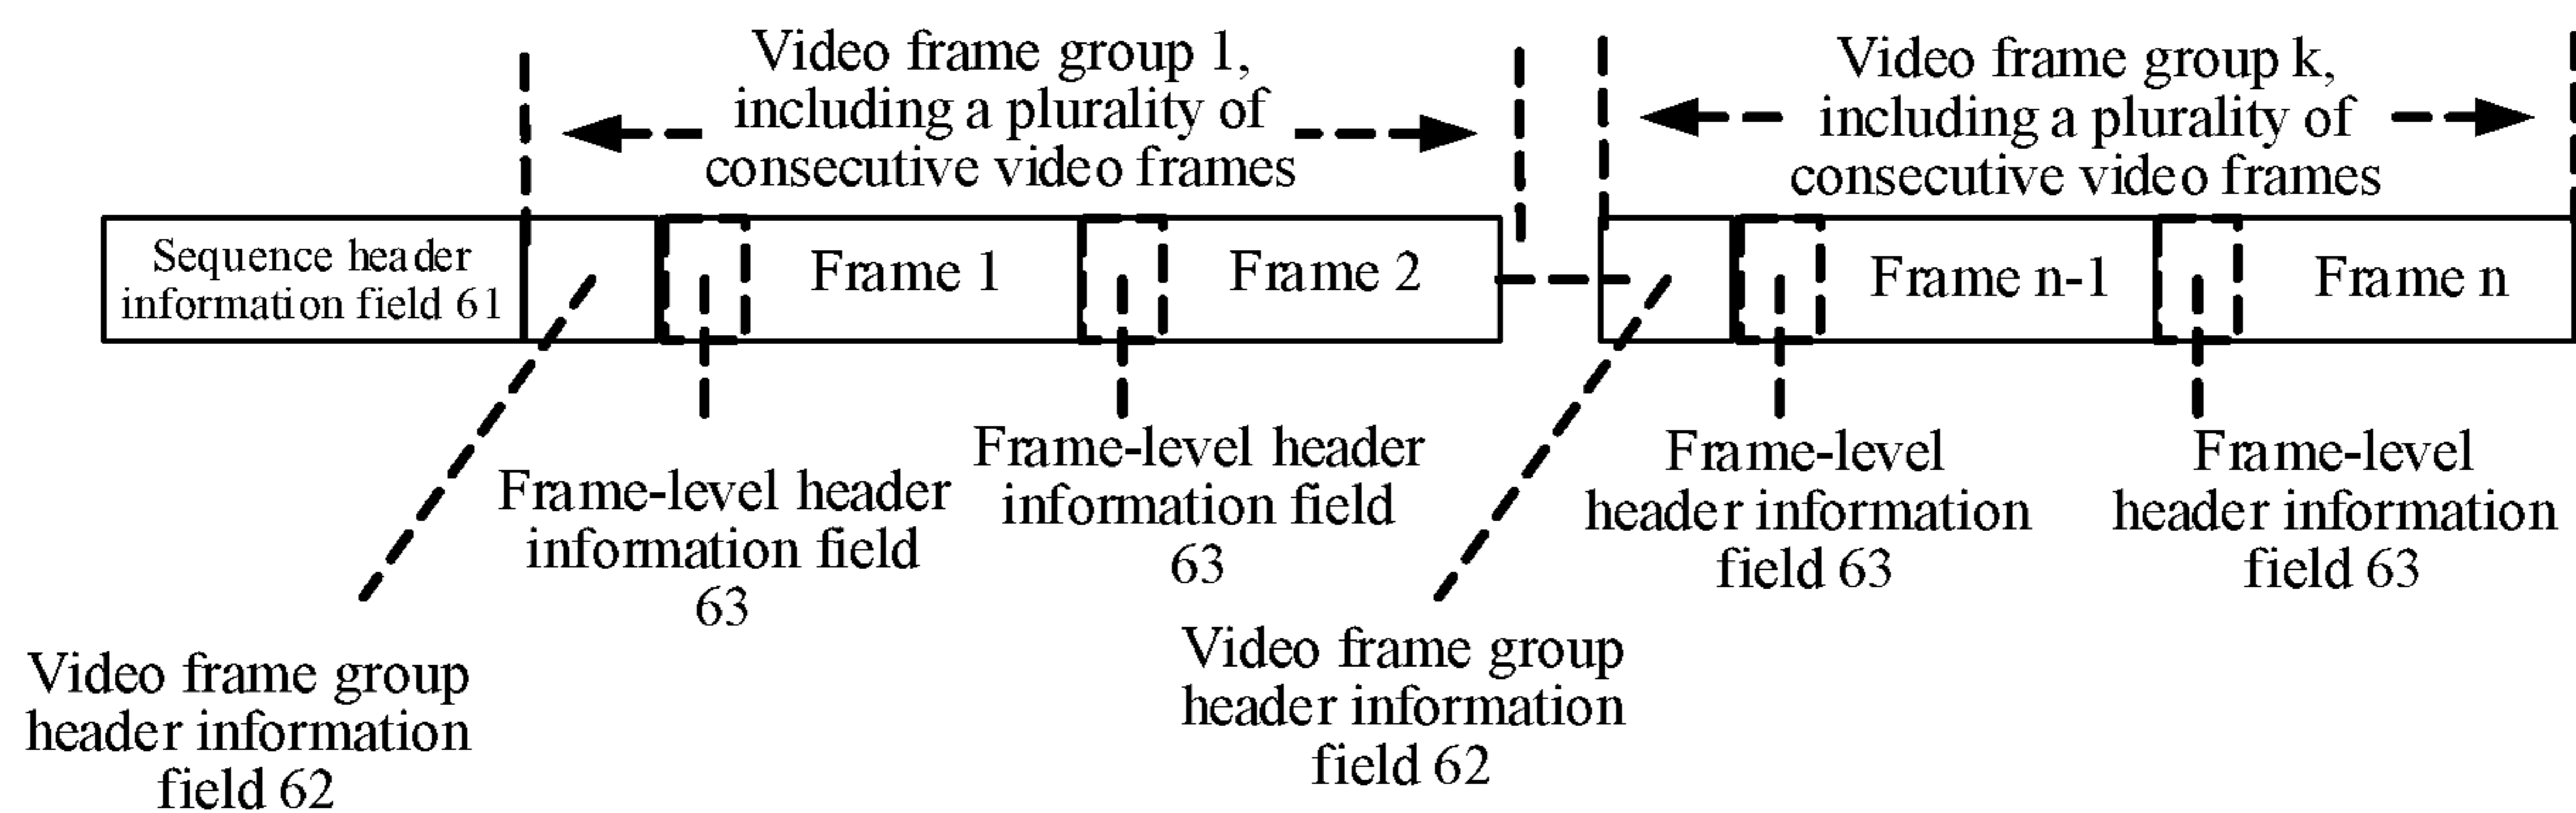 Video frame group 1,
including a plurality of
consecutive video frames
Video frame group k,
including a plurality of
consecutive video frames
Sequence header
information field 61
Frame 1
Frame 2
Frame n-1
Frame n
Frame-level header
information field
63
Frame-level header
information field
63
Frame-level
header information
field 63
Frame-level
header information
field 63
Video frame group
header information
field 62
Video frame group
header information
field 62